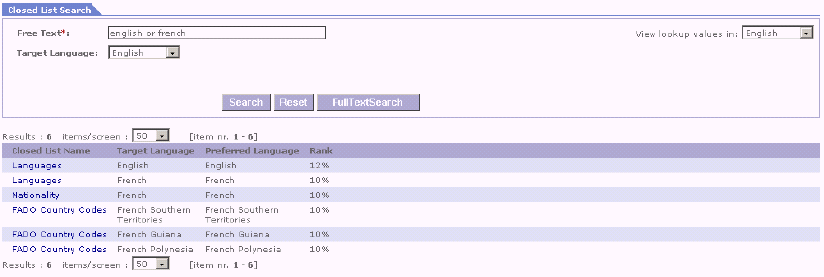 Closed List Search
Free Text*: english or french View lookup values in: English
Target Language: English
Search Reset FullTextSearch
Results : 6 items/screen : 50 [item nr. 1 - 6]
Closed List Name Target Language Preferred Language Rank
Languages English English 12%
Languages French French 10%
Nationality French French 10%
FADO Country Codes French Southern Territories French Southern Territories 10%
FADO Country Codes French Guiana French Guiana 10%
FADO Country Codes French Polynesia French Polynesia 10%
Results : 6 items/screen : 50 [item nr. 1 - 6]